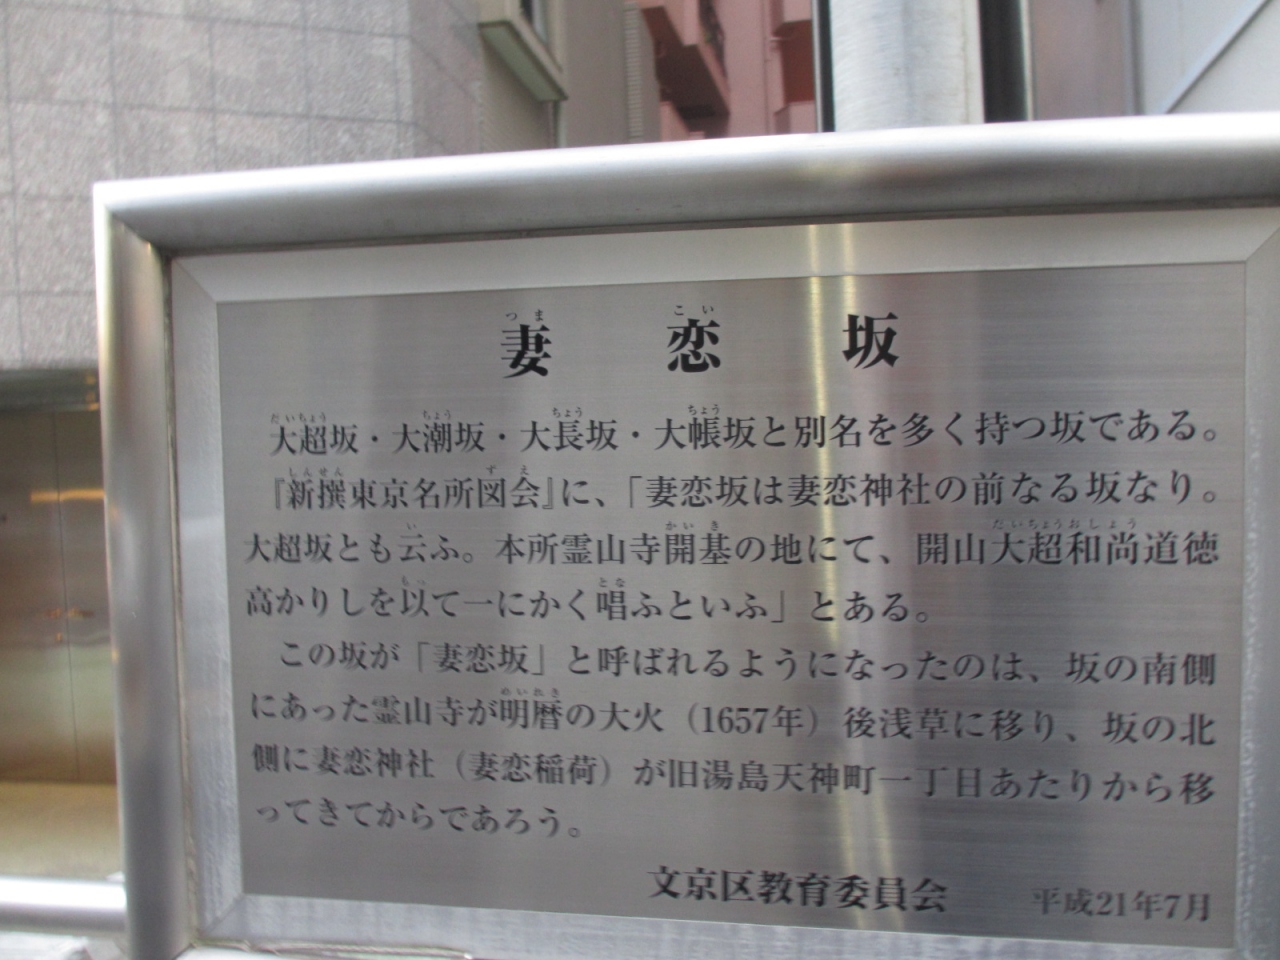 妻恋坂
大超坂・大潮坂・大長坂・大帳坂と別名を多く持つ坂である。
『新撰東京名所図会』に、「妻恋坂は妻恋神社の前なる坂なり。
大超坂とも云ふ。本所霊山寺開基の地にて、開山大超和尚道徳
高かりしを以て一にかく唱ふといふ」とある。
この坂が「妻恋坂」と呼ばれるようになったのは、坂の南側
にあった霊山寺が明暦の大火（1657年）後浅草に移り、坂の北
側に妻恋神社（妻恋稲荷）が旧湯島天神町一丁目あたりから移
ってきてからであろう。
文京区教育委員会 平成21年7月